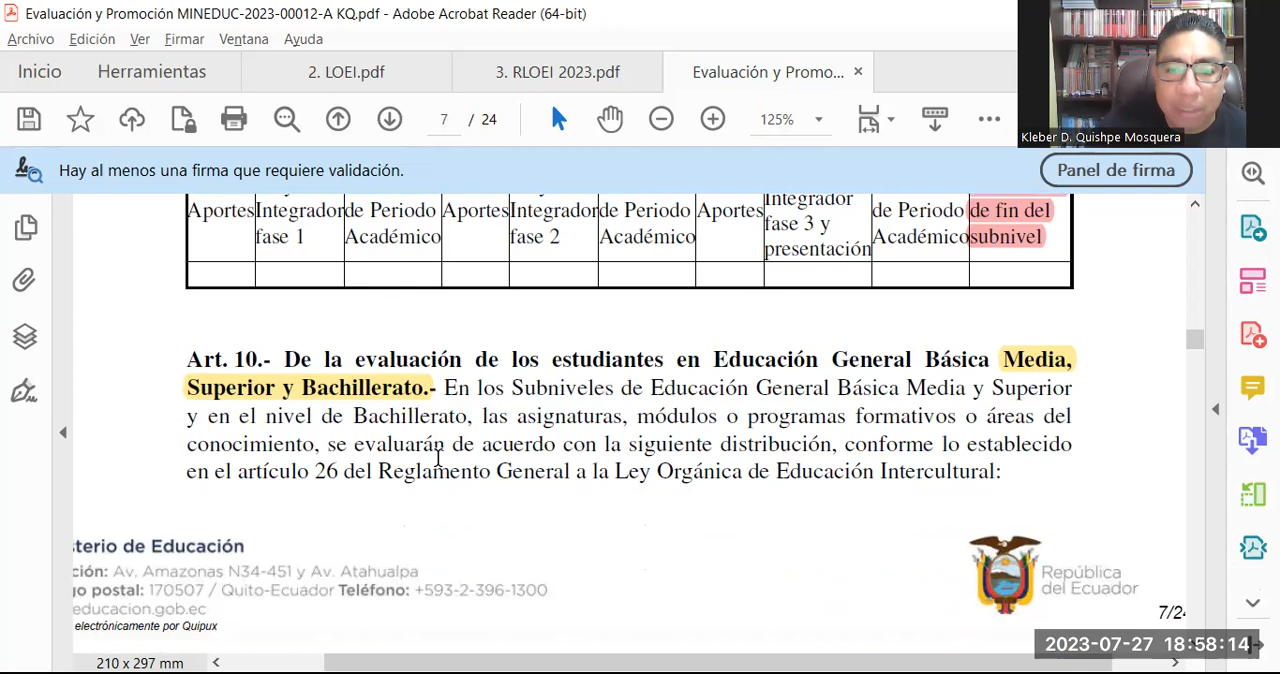 Evaluación y Promoción MINEDUC-2023-00012-A KQ.pdf - Adobe Acrobat Reader (64-bit)
Archivo Edición Ver Firmar Ventana Ayuda
Inicio Herramientas 2. LOEI.pdf 3. RLOEI 2023.pdf Evaluación y Promo... ×
7 / 24 125%
Kleber D. Quishpe Mosquera
Hay al menos una firma que requiere validación. Panel de firma
Integrador
Aportes Integrador de Periodo Aportes Integrador de Periodo Aportes fase 3 y de Periodo de fin del
fase 1 Académico fase 2 Académico presentación Académico subnivel
Art. 10.- De la evaluación de los estudiantes en Educación General Básica Media,
Superior y Bachillerato.- En los Subniveles de Educación General Básica Media y Superior
y en el nivel de Bachillerato, las asignaturas, módulos o programas formativos o áreas del
conocimiento, se evaluarán de acuerdo con la siguiente distribución, conforme lo establecido
en el artículo 26 del Reglamento General a la Ley Orgánica de Educación Intercultural:
sterio de Educación
ción: Av. Amazonas N34-451 y Av. Atahualpa
go postal: 170507 / Quito-Ecuador Teléfono: +593-2-396-1300
educacion.gob.ec
electrónicamente por Quipux
República
del Ecuador
7/24
2023-07-27 18:58:14
210 x 297 mm